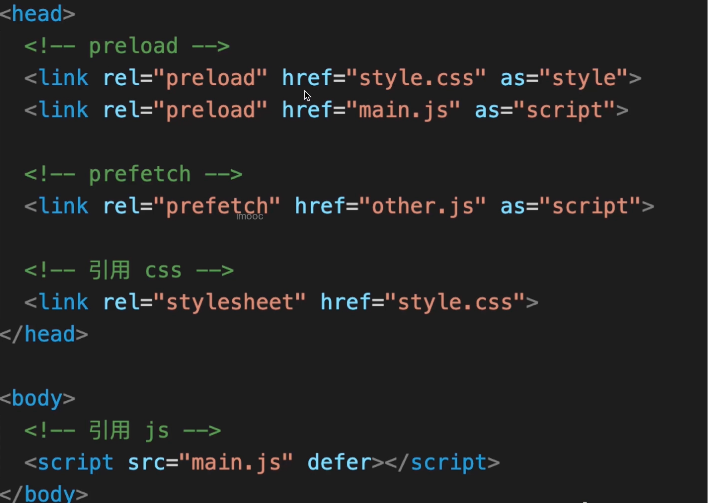 <head>
<!-- preload -->
<link rel="preload" href="style.css" as="style">
<link rel="preload" href="main.js" as="script">
<!-- prefetch -->
<link rel="prefetch" href="other.js" as="script">
imooc
<!-- 引用 css -->
<link rel="stylesheet" href="style.css">
</head>
<body>
<!-- 引用 js -->
<script src="main.js" defer></script>
</body>